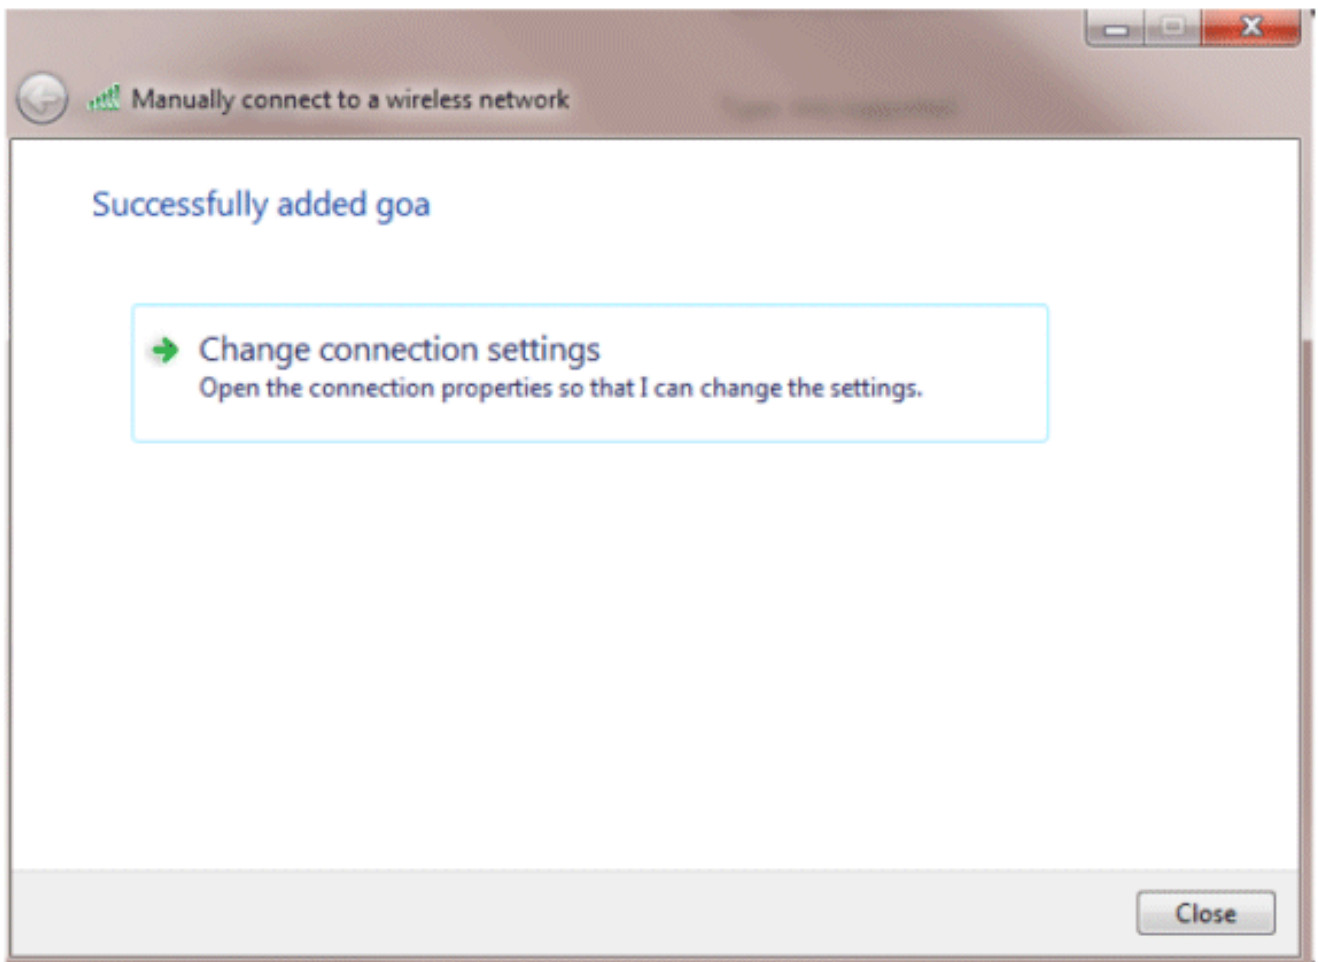 Manually connect to a wireless network
Successfully added goa
Change connection settings
Open the connection properties so that I can change the settings.
Close